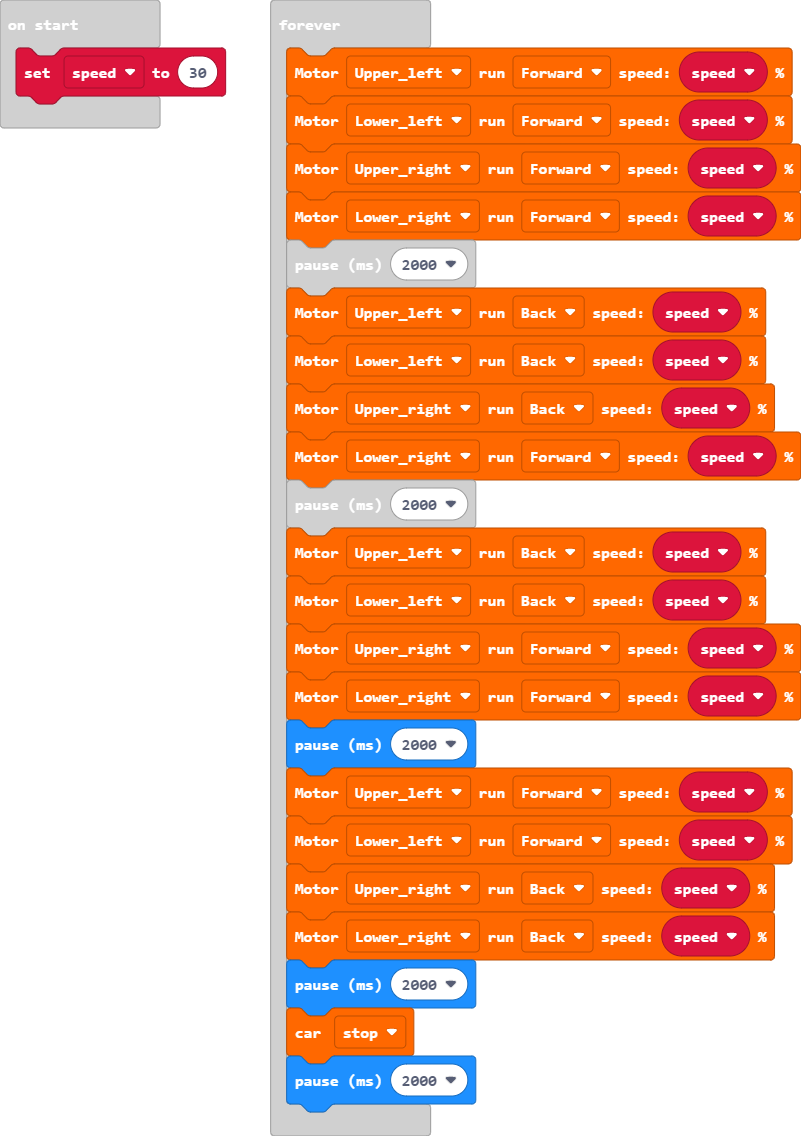 on start
set speed to 30
forever
Motor Upper_left run Forward speed: speed %
Motor Lower_left run Forward speed: speed %
Motor Upper_right run Forward speed: speed %
Motor Lower_right run Forward speed: speed %
pause (ms) 2000
Motor Upper_left run Back speed: speed %
Motor Lower_left run Back speed: speed %
Motor Upper_right run Back speed: speed %
Motor Lower_right run Forward speed: speed %
pause (ms) 2000
Motor Upper_left run Back speed: speed %
Motor Lower_left run Back speed: speed %
Motor Upper_right run Forward speed: speed %
Motor Lower_right run Forward speed: speed %
pause (ms) 2000
Motor Upper_left run Forward speed: speed %
Motor Lower_left run Forward speed: speed %
Motor Upper_right run Back speed: speed %
Motor Lower_right run Back speed: speed %
pause (ms) 2000
car stop
pause (ms) 2000